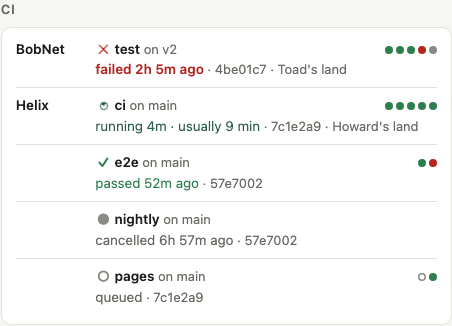 CI
BobNet test on v2
failed 2h 5m ago · 4be01c7 · Toad's land
Helix ci on main
running 4m · usually 9 min · 7c1e2a9 · Howard's land
e2e on main
passed 52m ago · 57e7002
nightly on main
cancelled 6h 57m ago · 57e7002
pages on main
queued · 7c1e2a9